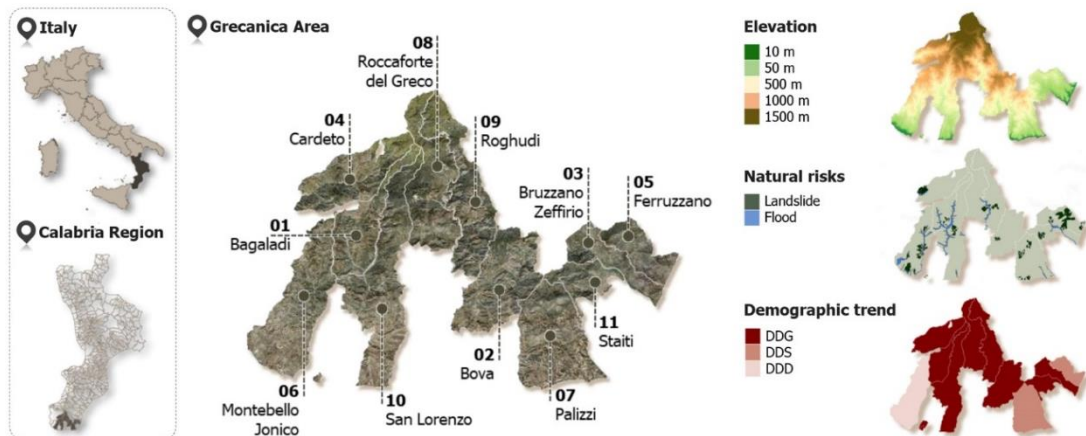 Italy
Calabria Region
Grecanica Area
08
Roccaforte
del Greco
04
Cardeto
09
Roghudi
03
Bruzzano
Zeffirio
05
Ferruzzano
01
Bagaladi
11
Staiti
02
Bova
06
Montebello
Jonico
10
San Lorenzo
07
Palizzi
Elevation
10 m
50 m
500 m
1000 m
1500 m
Natural risks
Landslide
Flood
Demographic trend
DDG
DDS
DDD